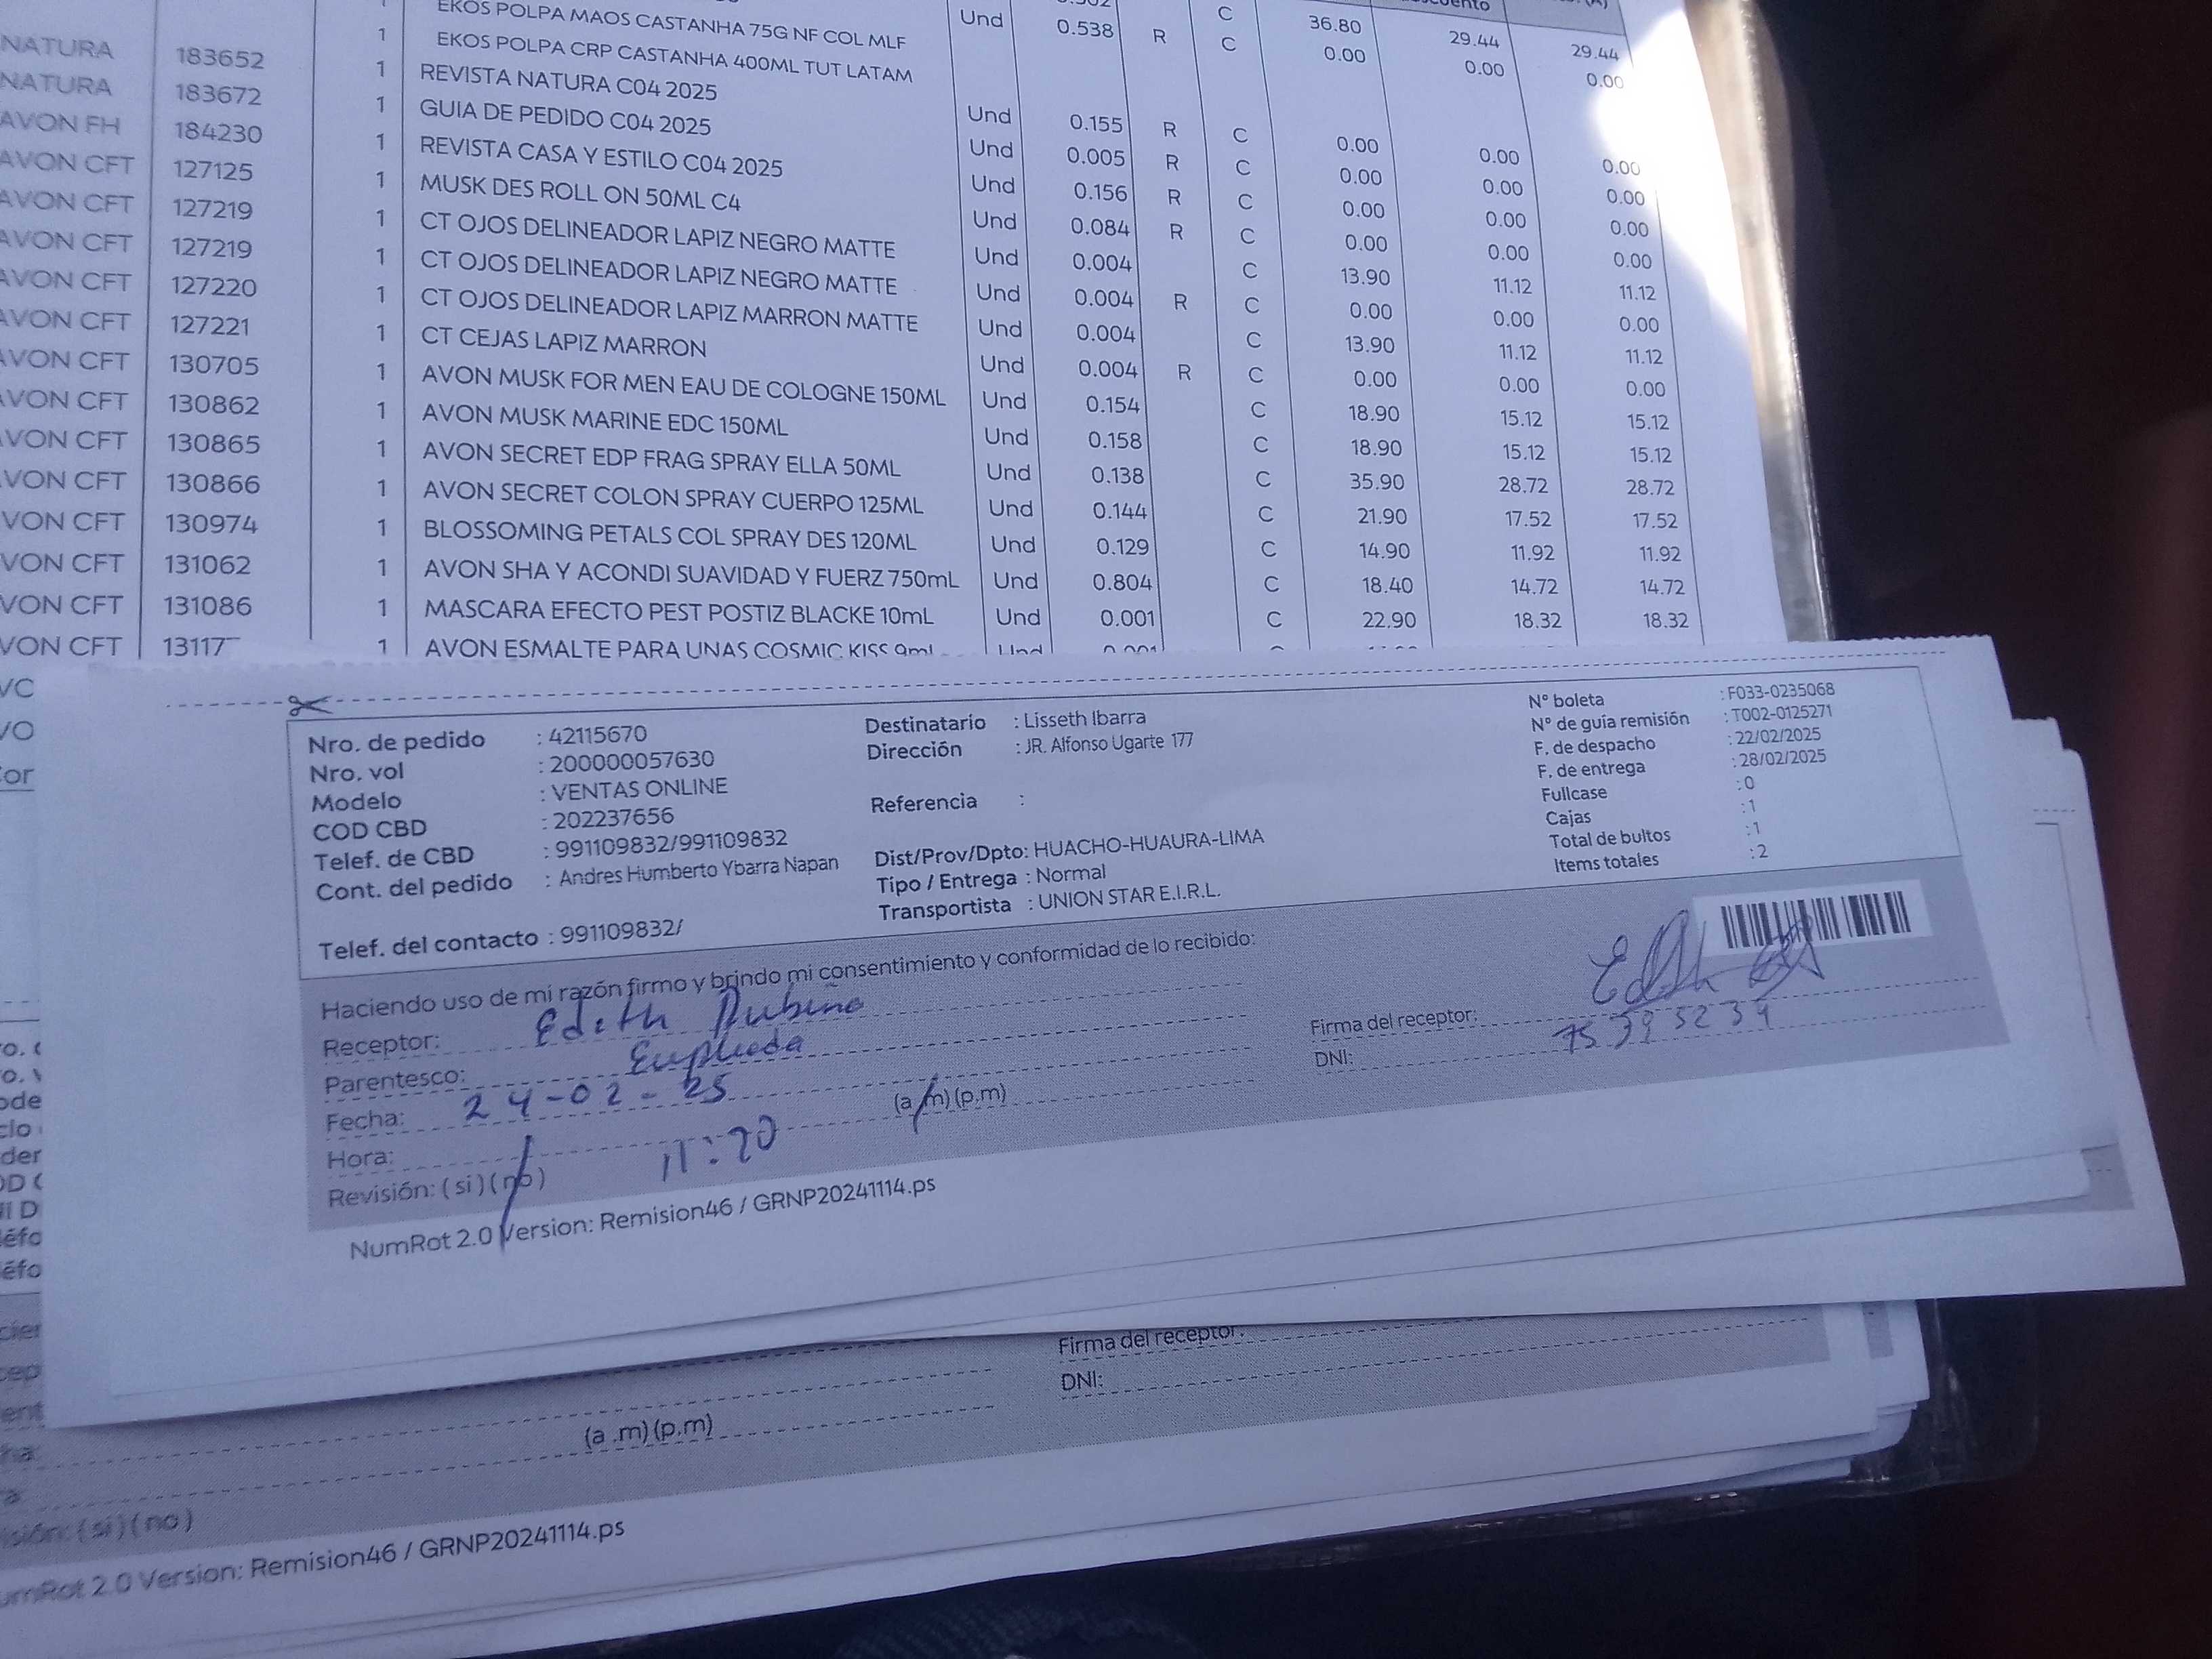 EKOS POLPA MAOS CASTANHA 75G NF COL MLF Und 0.538 R C 36.80 29.44 29.44
NATURA 183652 1 EKOS POLPA CRP CASTANHA 400ML TUT LATAM C 0.00 0.00 0.00
NATURA 183672 1 REVISTA NATURA C04 2025 Und 0.155 R C 0.00 0.00 0.00
AVON FH 184230 1 GUIA DE PEDIDO C04 2025 Und 0.005 R C 0.00 0.00 0.00
AVON CFT 127125 1 REVISTA CASA Y ESTILO C04 2025 Und 0.156 R C 0.00 0.00 0.00
AVON CFT 127219 1 MUSK DES ROLL ON 50ML C4 Und 0.084 R C 0.00 0.00 0.00
AVON CFT 127219 1 CT OJOS DELINEADOR LAPIZ NEGRO MATTE Und 0.004 C 13.90 11.12 11.12
AVON CFT 127220 1 CT OJOS DELINEADOR LAPIZ NEGRO MATTE Und 0.004 R C 0.00 0.00 0.00
AVON CFT 127221 1 CT OJOS DELINEADOR LAPIZ MARRON MATTE Und 0.004 C 13.90 11.12 11.12
AVON CFT 130705 1 CT CEJAS LAPIZ MARRON Und 0.004 R C 0.00 0.00 0.00
AVON CFT 130862 1 AVON MUSK FOR MEN EAU DE COLOGNE 150ML Und 0.154 C 18.90 15.12 15.12
VON CFT 130865 1 AVON MUSK MARINE EDC 150ML Und 0.158 C 18.90 15.12 15.12
VON CFT 130866 1 AVON SECRET EDP FRAG SPRAY ELLA 50ML Und 0.138 C 35.90 28.72 28.72
VON CFT 130974 1 AVON SECRET COLON SPRAY CUERPO 125ML Und 0.144 C 21.90 17.52 17.52
VON CFT 131062 1 BLOSSOMING PETALS COL SPRAY DES 120ML Und 0.129 C 14.90 11.92 11.92
VON CFT 131086 1 AVON SHA Y ACONDI SUAVIDAD Y FUERZ 750mL Und 0.804 C 18.40 14.72 14.72
VON CFT 13117 1 MASCARA EFECTO PEST POSTIZ BLACKE 10mL Und 0.001 C 22.90 18.32 18.32
1 AVON ESMALTE PARA UNAS COSMIC KISS 9mL Und 0.001
Nro. de pedido : 42115670
Nro. vol : 200000057630
Modelo : VENTAS ONLINE
COD CBD : 202237656
Telef. de CBD : 991109832/991109832
Cont. del pedido : Andres Humberto Ybarra Napan
Telef. del contacto : 991109832/
Destinatario : Lisseth Ibarra
Dirección : JR. Alfonso Ugarte 177
Referencia :
Dist/Prov/Dpto: HUACHO-HUAURA-LIMA
Tipo / Entrega : Normal
Transportista : UNION STAR E.I.R.L.
N° boleta : F033-0235068
N° de guía remisión : T002-0125271
F. de despacho : 22/02/2025
F. de entrega : 28/02/2025
Fullcase : 0
Cajas : 1
Total de bultos : 1
Items totales : 2
Haciendo uso de mi razón firmo y brindo mi consentimiento y conformidad de lo recibido:
Receptor: Edith Rubiño
Parentesco:
Fecha: 24-02-25
Hora: 11:20 (a.m)(p.m)
Revisión: (si)(no)
Firma del receptor: Edith
DNI:
NumRot 2.0 Version: Remision46 / GRNP20241114.ps
Firma del receptor:
DNI:
(a .m)(p.m)
(si)(no)
2.0 Version: Remision46 / GRNP20241114.ps